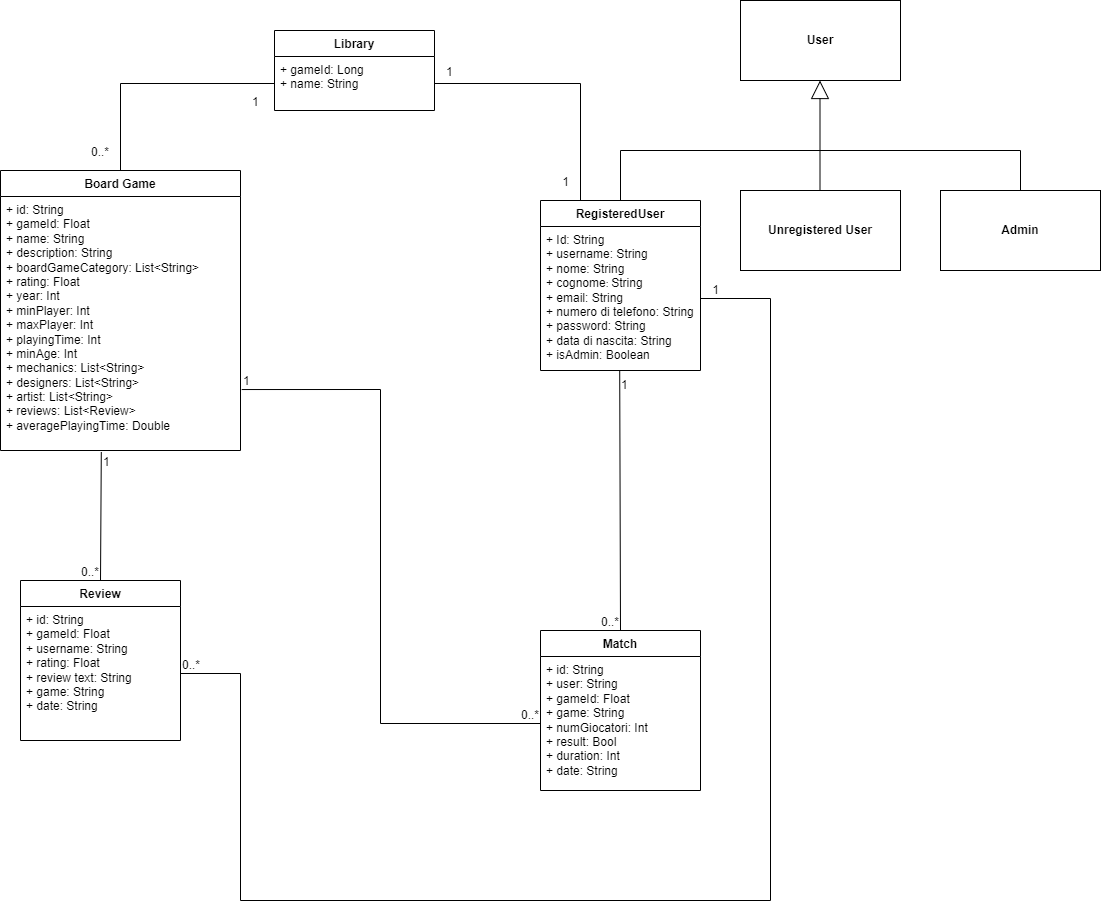 User
Library
+ gameId: Long
+ name: String
1
1
0..*
Board Game
+ id: String
+ gameId: Float
+ name: String
+ description: String
+ boardGameCategory: List<String>
+ rating: Float
+ year: Int
+ minPlayer: Int
+ maxPlayer: Int
+ playingTime: Int
+ minAge: Int
+ mechanics: List<String>
+ designers: List<String>
+ artist: List<String>
+ reviews: List<Review>
+ averagePlayingTime: Double
1
RegisteredUser
+ Id: String
+ username: String
+ nome: String
+ cognome: String
+ email: String
+ numero di telefono: String
+ password: String
+ data di nascita: String
+ isAdmin: Boolean
Unregistered User
Admin
1
1
1
1
0..*
Review
+ id: String
+ gameId: Float
+ username: String
+ rating: Float
+ review text: String
+ game: String
+ date: String
0..*
0..*
Match
+ id: String
+ user: String
+ gameId: Float
+ game: String
+ numGiocatori: Int
+ result: Bool
+ duration: Int
+ date: String
0..*